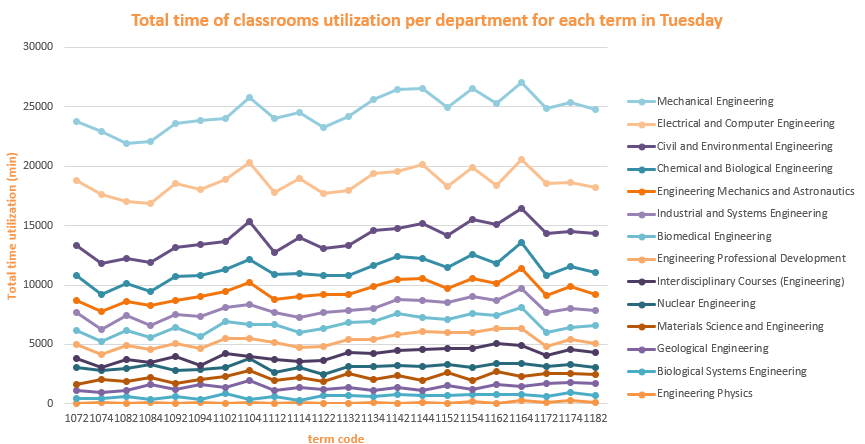 Total time of classrooms utilization per department for each term in Tuesday
30000
25000
20000
15000
10000
5000
0
Total time utilization (min)
1072 1074 1082 1084 1092 1094 1102 1104 1112 1114 1122 1132 1134 1142 1144 1152 1154 1162 1164 1172 1174 1182
term code
Mechanical Engineering
Electrical and Computer Engineering
Civil and Environmental Engineering
Chemical and Biological Engineering
Engineering Mechanics and Astronautics
Industrial and Systems Engineering
Biomedical Engineering
Engineering Professional Development
Interdisciplinary Courses (Engineering)
Nuclear Engineering
Materials Science and Engineering
Geological Engineering
Biological Systems Engineering
Engineering Physics